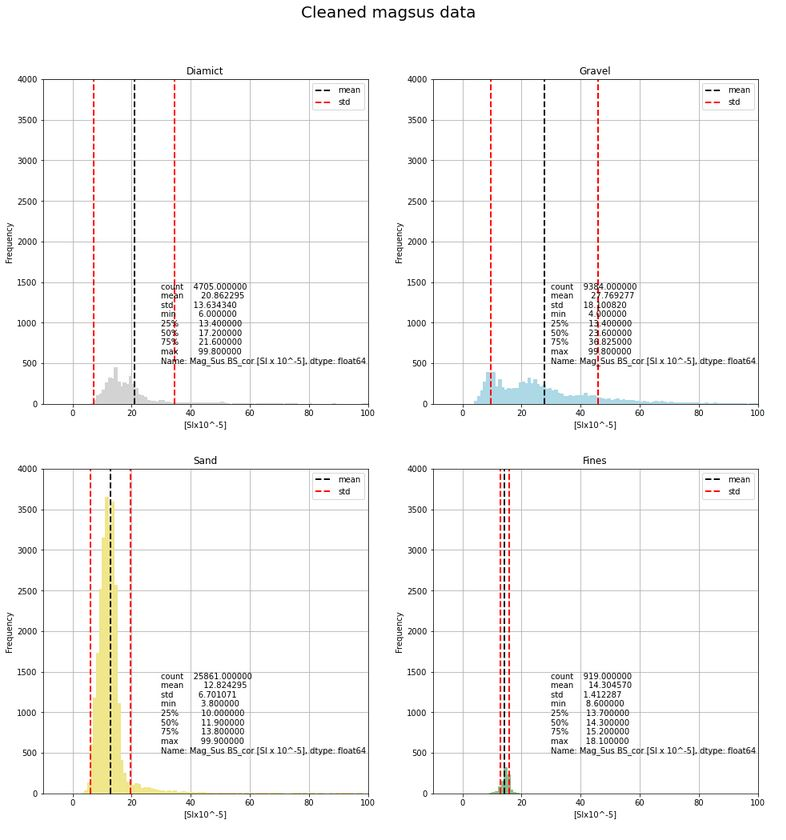 Cleaned magsus data
Diamict
4000
3500
3000
2500
2000
1500
1000
500
0
Frequency
mean
std
count 4705.000000
mean 20.862295
std 13.634340
min 6.000000
25% 13.400000
50% 17.200000
75% 21.600000
max 99.800000
Name: Mag_Sus BS_cor [SI x 10^-5], dtype: float64
0 20 40 60 80 100
[SIx10^-5]
Gravel
4000
3500
3000
2500
2000
1500
1000
500
0
Frequency
mean
std
count 9384.000000
mean 27.769277
std 18.100820
min 4.000000
25% 13.400000
50% 23.600000
75% 36.825000
max 99.800000
Name: Mag_Sus BS_cor [SI x 10^-5], dtype: float64
0 20 40 60 80 100
[SIx10^-5]
Sand
4000
3500
3000
2500
2000
1500
1000
500
0
Frequency
mean
std
count 25861.000000
mean 12.824295
std 6.701071
min 3.800000
25% 10.000000
50% 11.900000
75% 13.800000
max 99.900000
Name: Mag_Sus BS_cor [SI x 10^-5], dtype: float64
0 20 40 60 80 100
[SIx10^-5]
Fines
4000
3500
3000
2500
2000
1500
1000
500
0
Frequency
mean
std
count 919.000000
mean 14.304570
std 1.412287
min 8.600000
25% 13.700000
50% 14.300000
75% 15.200000
max 18.100000
Name: Mag_Sus BS_cor [SI x 10^-5], dtype: float64
0 20 40 60 80 100
[SIx10^-5]